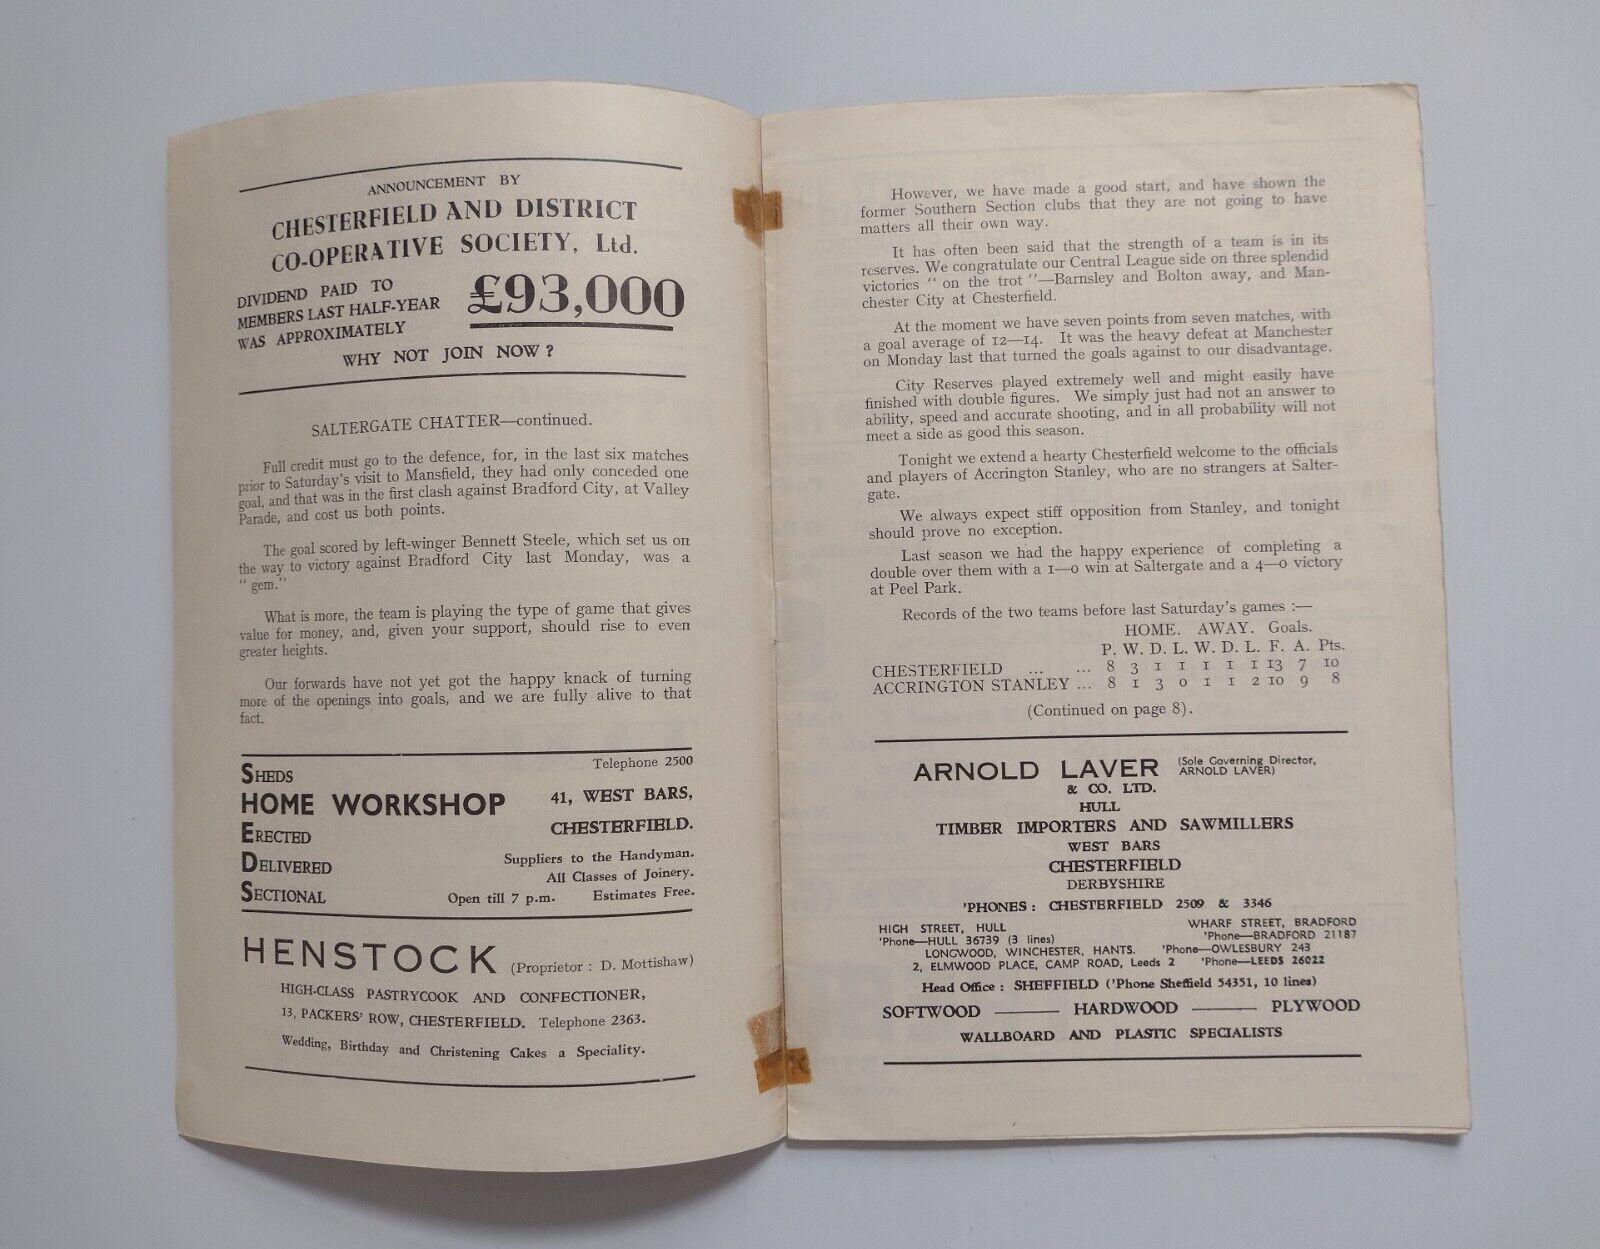 ANNOUNCEMENT BY
CHESTERFIELD AND DISTRICT
CO-OPERATIVE SOCIETY, Ltd.
DIVIDEND PAID TO
MEMBERS LAST HALF-YEAR
WAS APPROXIMATELY
£93,000
WHY NOT JOIN NOW ?
SALTERGATE CHATTER—continued.
Full credit must go to the defence, for, in the last six matches
prior to Saturday's visit to Mansfield, they had only conceded one
goal, and that was in the first clash against Bradford City, at Valley
Parade, and cost us both points.
The goal scored by left-winger Bennett Steele, which set us on
the way to victory against Bradford City last Monday, was a
" gem."
What is more, the team is playing the type of game that gives
value for money, and, given your support, should rise to even
greater heights.
Our forwards have not yet got the happy knack of turning
more of the openings into goals, and we are fully alive to that
fact.
SHEDS
Telephone 2500
HOME WORKSHOP
41, WEST BARS,
CHESTERFIELD.
ERECTED
DELIVERED
Suppliers to the Handyman.
All Classes of Joinery.
SECTIONAL
Open till 7 p.m. Estimates Free.
HENSTOCK (Proprietor : D. Mottishaw)
HIGH-CLASS PASTRYCOOK AND CONFECTIONER,
13, PACKERS' ROW, CHESTERFIELD. Telephone 2363.
Wedding, Birthday and Christening Cakes a Speciality.
However, we have made a good start, and have shown the
former Southern Section clubs that they are not going to have
matters all their own way.
It has often been said that the strength of a team is in its
reserves. We congratulate our Central League side on three splendid
victories " on the trot "—Barnsley and Bolton away, and Man-
chester City at Chesterfield.
At the moment we have seven points from seven matches, with
a goal average of 12—14. It was the heavy defeat at Manchester
on Monday last that turned the goals against to our disadvantage.
City Reserves played extremely well and might easily have
finished with double figures. We simply just had not an answer to
ability, speed and accurate shooting, and in all probability will not
meet a side as good this season.
Tonight we extend a hearty Chesterfield welcome to the officials
and players of Accrington Stanley, who are no strangers at Salter-
gate.
We always expect stiff opposition from Stanley, and tonight
should prove no exception.
Last season we had the happy experience of completing a
double over them with a 1—0 win at Saltergate and a 4—0 victory
at Peel Park.
Records of the two teams before last Saturday's games :—
HOME. AWAY. Goals.
P. W. D. L. W. D. L. F. A. Pts.
CHESTERFIELD ... ... 8 3 1 1 1 1 1 13 7 10
ACCRINGTON STANLEY ... 8 1 3 0 1 1 2 10 9 8
(Continued on page 8).
ARNOLD LAVER (Sole Governing Director,
ARNOLD LAVER)
& CO. LTD.
HULL
TIMBER IMPORTERS AND SAWMILLERS
WEST BARS
CHESTERFIELD
DERBYSHIRE
'PHONES : CHESTERFIELD 2509 & 3346
HIGH STREET, HULL WHARF STREET, BRADFORD
'Phone—HULL 36739 (3 lines) 'Phone—BRADFORD 21187
LONGWOOD, WINCHESTER, HANTS. 'Phone—OWLESBURY 243
2, ELMWOOD PLACE, CAMP ROAD, Leeds 2 'Phone—LEEDS 26022
Head Office : SHEFFIELD ('Phone Sheffield 54351, 10 lines)
SOFTWOOD —— HARDWOOD —— PLYWOOD
WALLBOARD AND PLASTIC SPECIALISTS